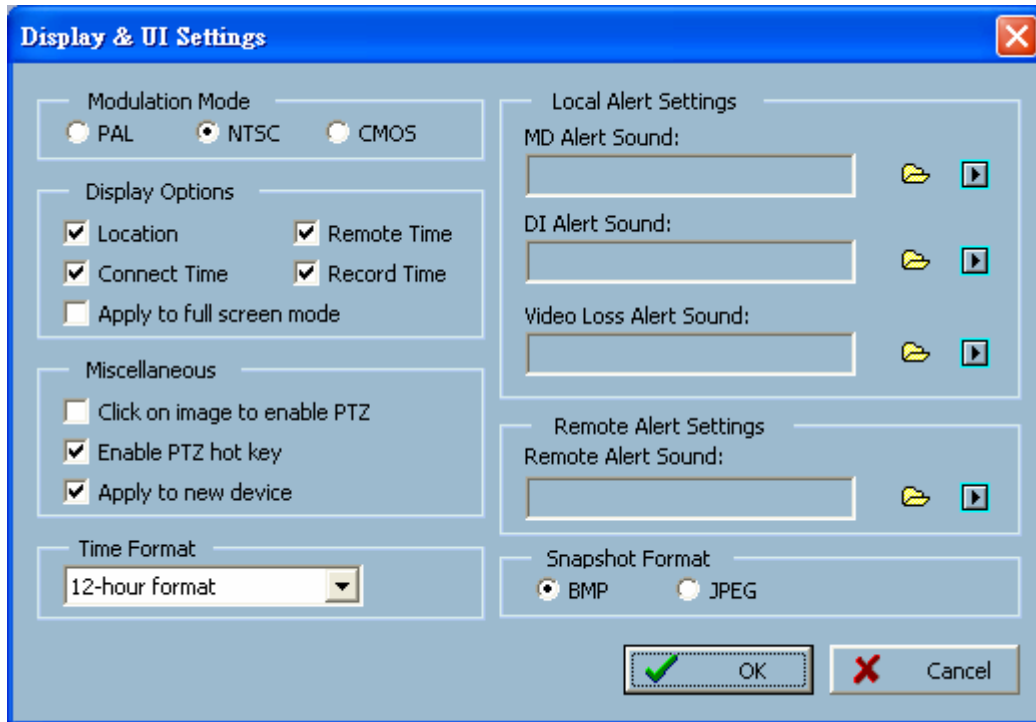 Display & UI Settings
Modulation Mode
PAL NTSC CMOS
Display Options
Location Remote Time
Connect Time Record Time
Apply to full screen mode
Miscellaneous
Click on image to enable PTZ
Enable PTZ hot key
Apply to new device
Time Format
12-hour format
Local Alert Settings
MD Alert Sound:
DI Alert Sound:
Video Loss Alert Sound:
Remote Alert Settings
Remote Alert Sound:
Snapshot Format
BMP JPEG
OK Cancel